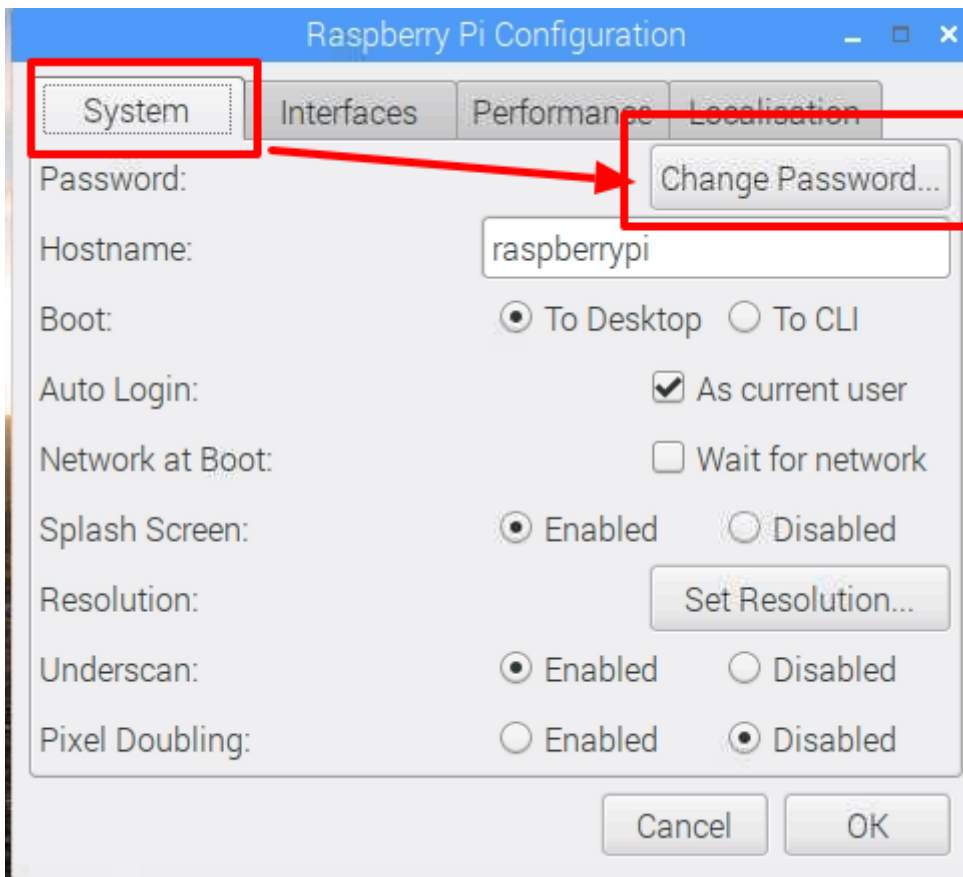 Raspberry Pi Configuration
System Interfaces Performance Localisation
Password: Change Password...
Hostname: raspberrypi
Boot: To Desktop To CLI
Auto Login: As current user
Network at Boot: Wait for network
Splash Screen: Enabled Disabled
Resolution: Set Resolution...
Underscan: Enabled Disabled
Pixel Doubling: Enabled Disabled
Cancel OK